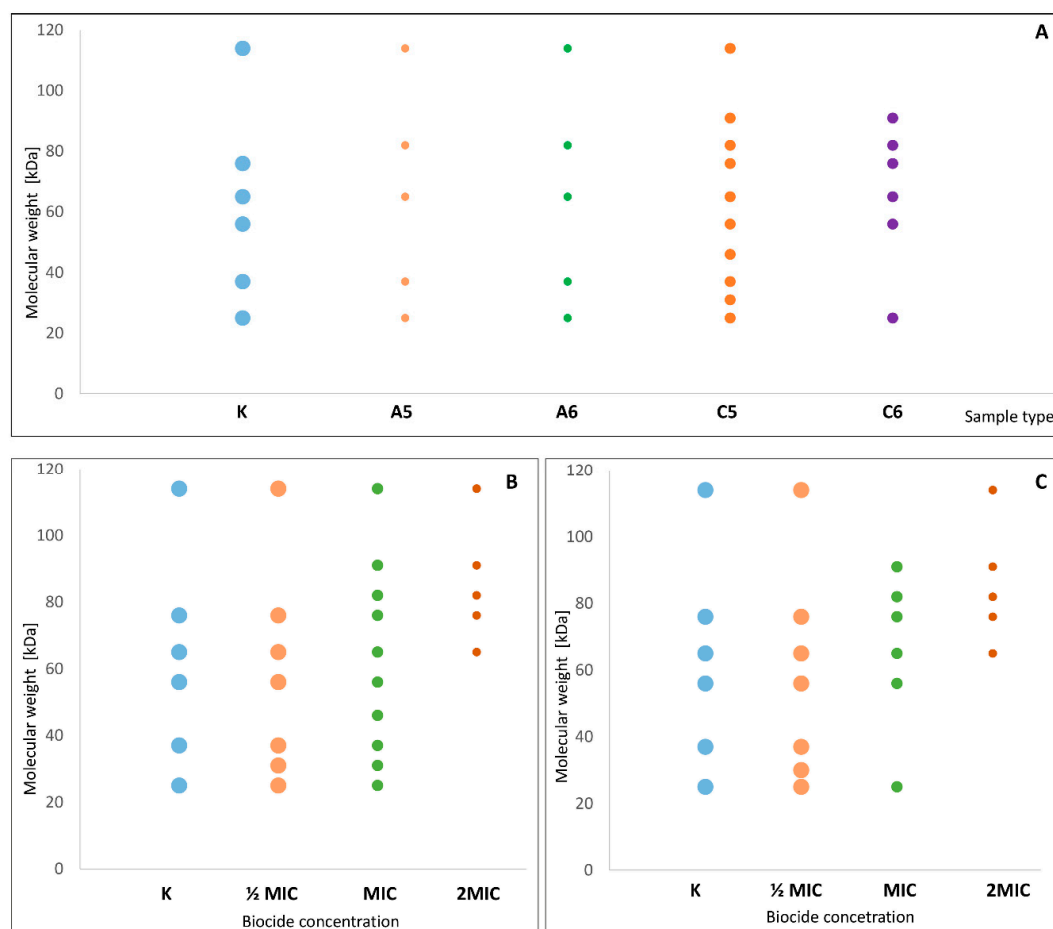 A
120
100
80
60
40
20
0
Molecular weight [kDa]
K A5 A6 C5 C6
Sample type
B
120
100
80
60
40
20
0
Molecular weight [kDa]
K ½ MIC MIC 2MIC
Biocide concentration
C
120
100
80
60
40
20
0
Molecular weight [kDa]
K ½ MIC MIC 2MIC
Biocide concetration